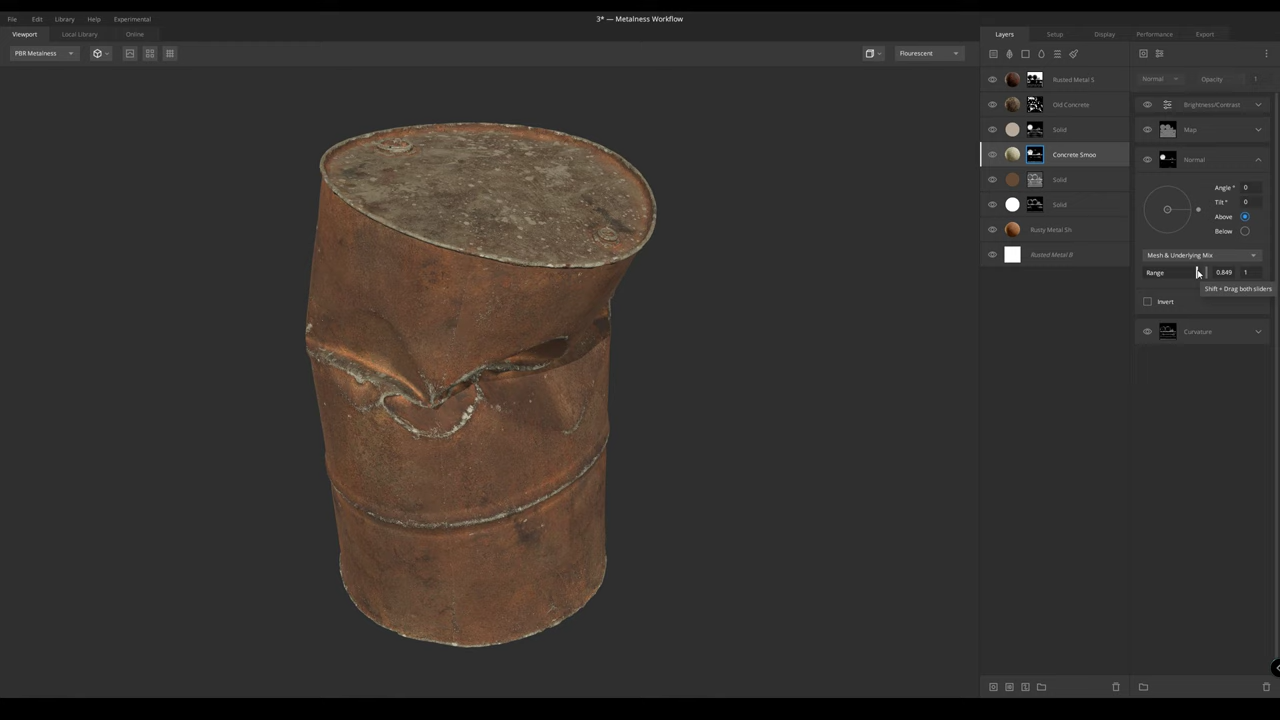 File Edit Library Help Experimental
3* — Metalness Workflow
Viewport Local Library Online
Layers Setup Display Performance Export
PBR Metalness
Flourescent
Rusted Metal S
Old Concrete
Solid
Concrete Smoo
Solid
Solid
Rusty Metal Sh
Rusted Metal B
Normal Opacity 1
Brightness/Contrast
Map
Normal
Angle ° 0
Tilt ° 0
Above
Below
Mesh & Underlying Mix
Range 0.849 1
Shift + Drag both sliders
Invert
Curvature